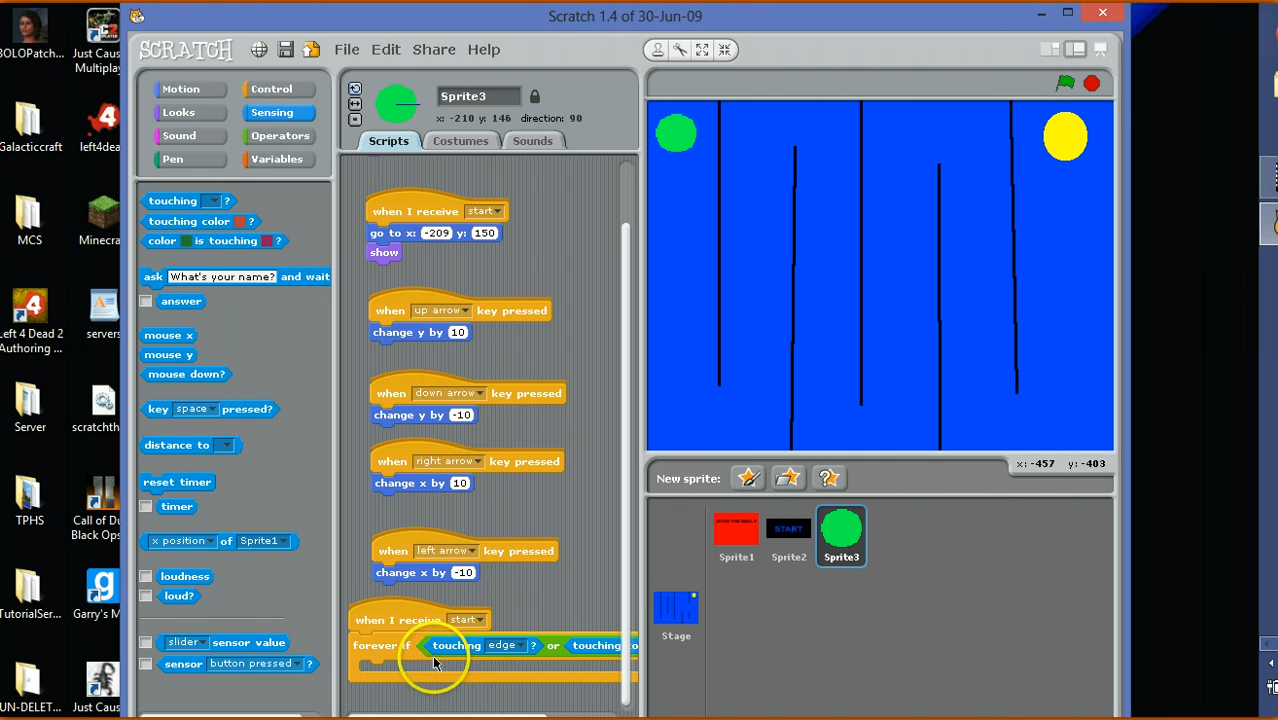 Scratch 1.4 of 30-Jun-09
SCRATCH File Edit Share Help
Motion Control
Looks Sensing
Sound Operators
Pen Variables
touching ?
touching color ?
color is touching ?
ask What's your name? and wait
answer
mouse x
mouse y
mouse down?
key space pressed?
distance to
reset timer
timer
x position of Sprite1
loudness
loud?
slider sensor value
sensor button pressed ?
Sprite3
x: -210 y: 146 direction: 90
Scripts Costumes Sounds
when I receive start
go to x: -209 y: 150
show
when up arrow key pressed
change y by 10
when down arrow key pressed
change y by -10
when right arrow key pressed
change x by 10
when left arrow key pressed
change x by -10
when I receive start
forever if touching edge ? or touching co
x: -457 y: -403
New sprite:
START
Sprite1 Sprite2 Sprite3
Stage
BOLOPatch...
Just Caus
Multiplay
Galacticcraft
left4dea
MCS
Minecra
Left 4 Dead 2
Authoring ...
servers
Server
scratchth
TPHS
Call of Du
Black Ops
TutorialSer...
Garry's M
UN-DELET...
Just Caus